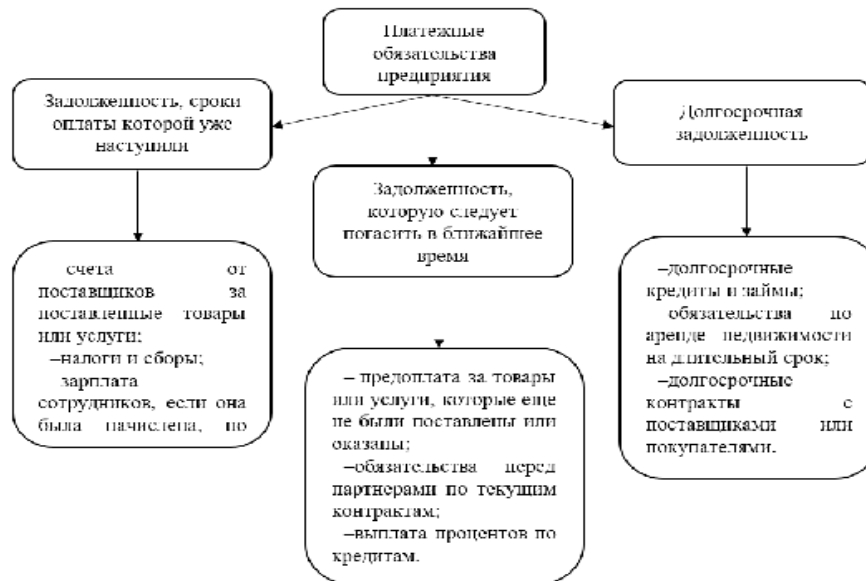 Платежные
обязательства
предприятия
Задолженность, сроки
оплаты которой уже
наступили
Долгосрочная
задолженность
Задолженность,
которую следует
погасить в ближайшее
время
счета от
поставщиков за
поставленные товары
или услуги;
–налоги и сборы;
зарплата
сотрудников, если она
была начислена, но
– предоплата за товары
или услуги, которые еще
не были поставлены или
оказаны;
–обязательства перед
партнерами по текущим
контрактам;
–выплата процентов по
кредитам.
–долгосрочные
кредиты и займы;
обязательства по
аренде недвижимости
на длительный срок;
–долгосрочные
контракты с
поставщиками или
покупателями.